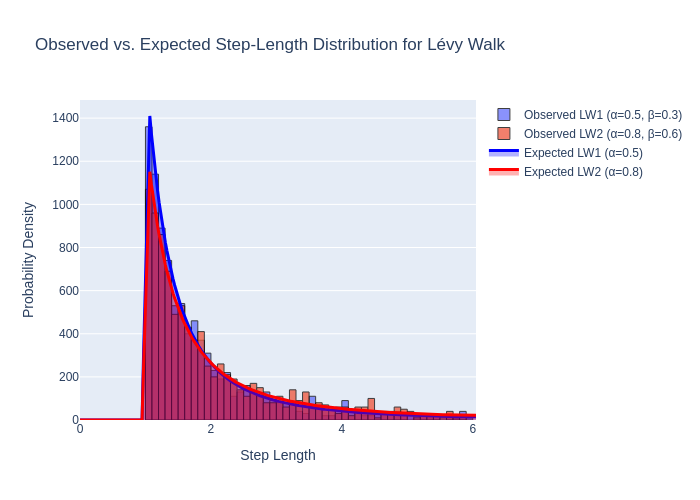 Observed vs. Expected Step-Length Distribution for Lévy Walk
Observed LW1 (α=0.5, β=0.3)
Observed LW2 (α=0.8, β=0.6)
Expected LW1 (α=0.5)
Expected LW2 (α=0.8)
Probability Density
1400
1200
1000
800
600
400
200
0
0 2 4 6
Step Length